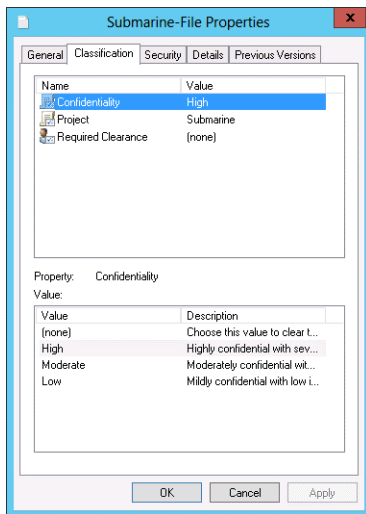 Submarine-File Properties
x
General Classification Security Details Previous Versions
Name Value
Confidentiality High
Project Submarine
Required Clearance (none)
Property: Confidentiality
Value:
Value Description
(none) Choose this value to clear t...
High Highly confidential with sev...
Moderate Moderately confidential wit...
Low Mildly confidential with low i...
OK Cancel Apply